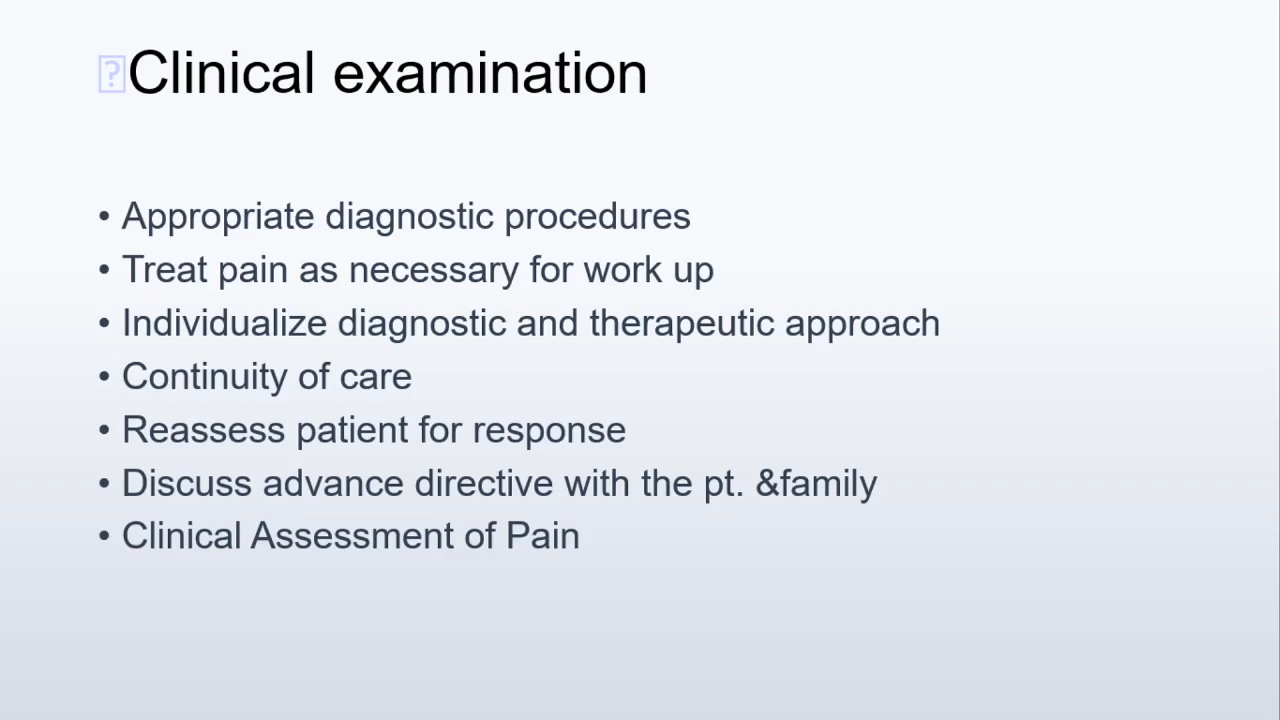 Clinical examination
• Appropriate diagnostic procedures
• Treat pain as necessary for work up
• Individualize diagnostic and therapeutic approach
• Continuity of care
• Reassess patient for response
• Discuss advance directive with the pt. &family
• Clinical Assessment of Pain